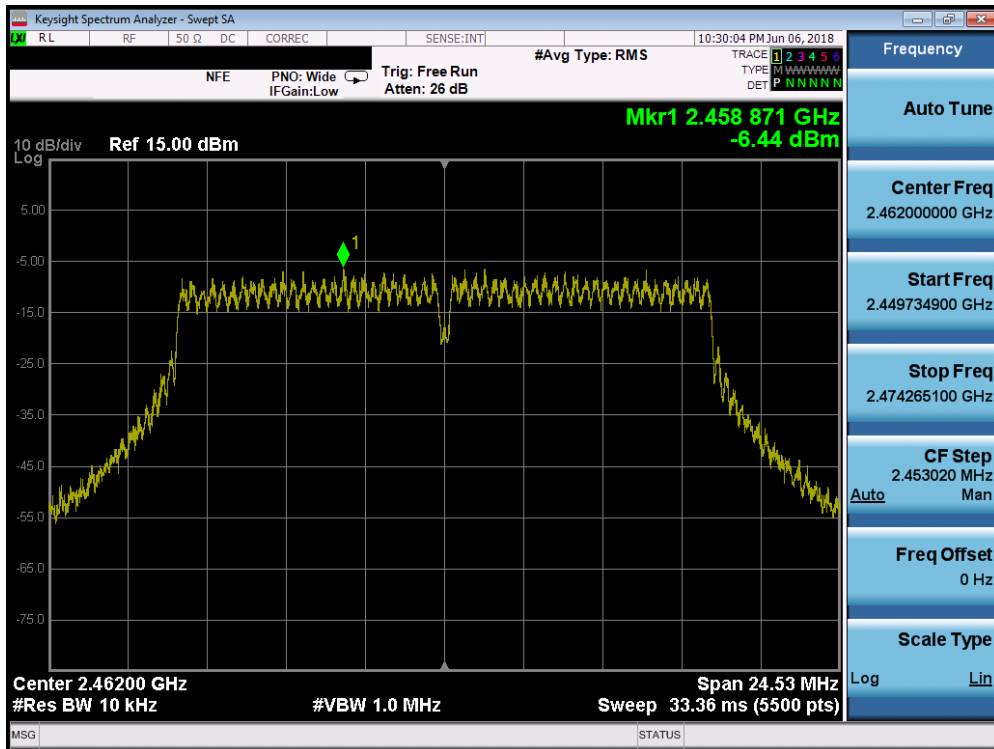 Keysight Spectrum Analyzer - Swept SA
LXI RL RF 50 Ω DC CORREC SENSE:INT 10:30:04 PM Jun 06, 2018
NFE PNO: Wide IFGain:Low
Trig: Free Run
Atten: 26 dB
#Avg Type: RMS
TRACE 1 2 3 4 5 6
TYPE M W W W W W
DET P N N N N N
Mkr1 2.458 871 GHz
-6.44 dBm
10 dB/div
Log
Ref 15.00 dBm
5.00
-5.00
-15.0
-25.0
-35.0
-45.0
-55.0
-65.0
-75.0
1
Center 2.46200 GHz
Span 24.53 MHz
#Res BW 10 kHz
#VBW 1.0 MHz
Sweep 33.36 ms (5500 pts)
MSG
STATUS
Frequency
Auto Tune
Center Freq
2.462000000 GHz
Start Freq
2.449734900 GHz
Stop Freq
2.474265100 GHz
CF Step
2.453020 MHz
Auto Man
Freq Offset
0 Hz
Scale Type
Log Lin